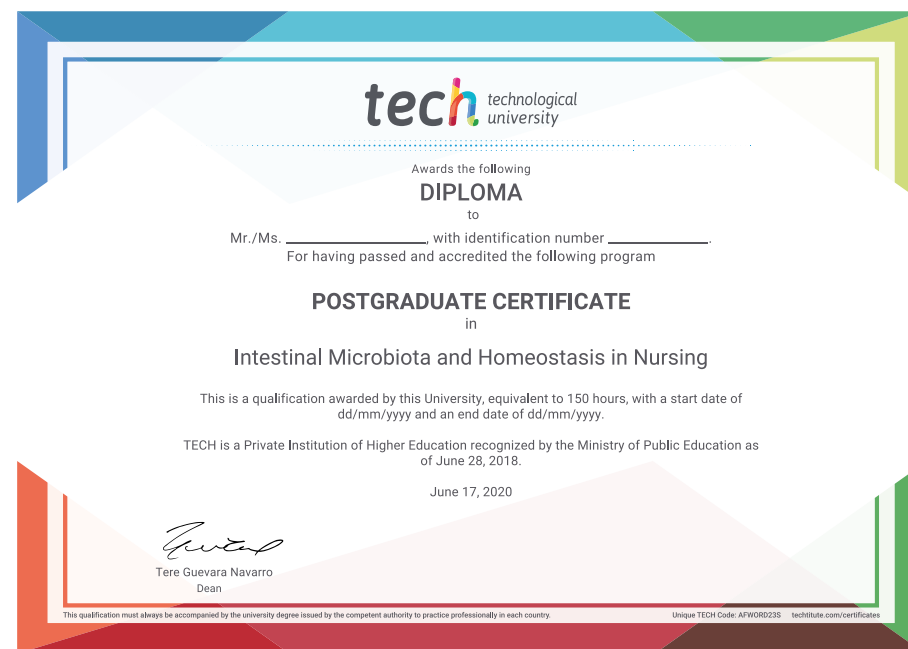 tech technological
university
Awards the following
DIPLOMA
to
Mr./Ms. ________________, with identification number ____________.
For having passed and accredited the following program
POSTGRADUATE CERTIFICATE
in
Intestinal Microbiota and Homeostasis in Nursing
This is a qualification awarded by this University, equivalent to 150 hours, with a start date of
dd/mm/yyyy and an end date of dd/mm/yyyy.
TECH is a Private Institution of Higher Education recognized by the Ministry of Public Education as
of June 28, 2018.
June 17, 2020
Tere Guevara Navarro
Dean
This qualification must always be accompanied by the university degree issued by the competent authority to practice professionally in each country. Unique TECH Code: AFWORD23S techtitute.com/certificates